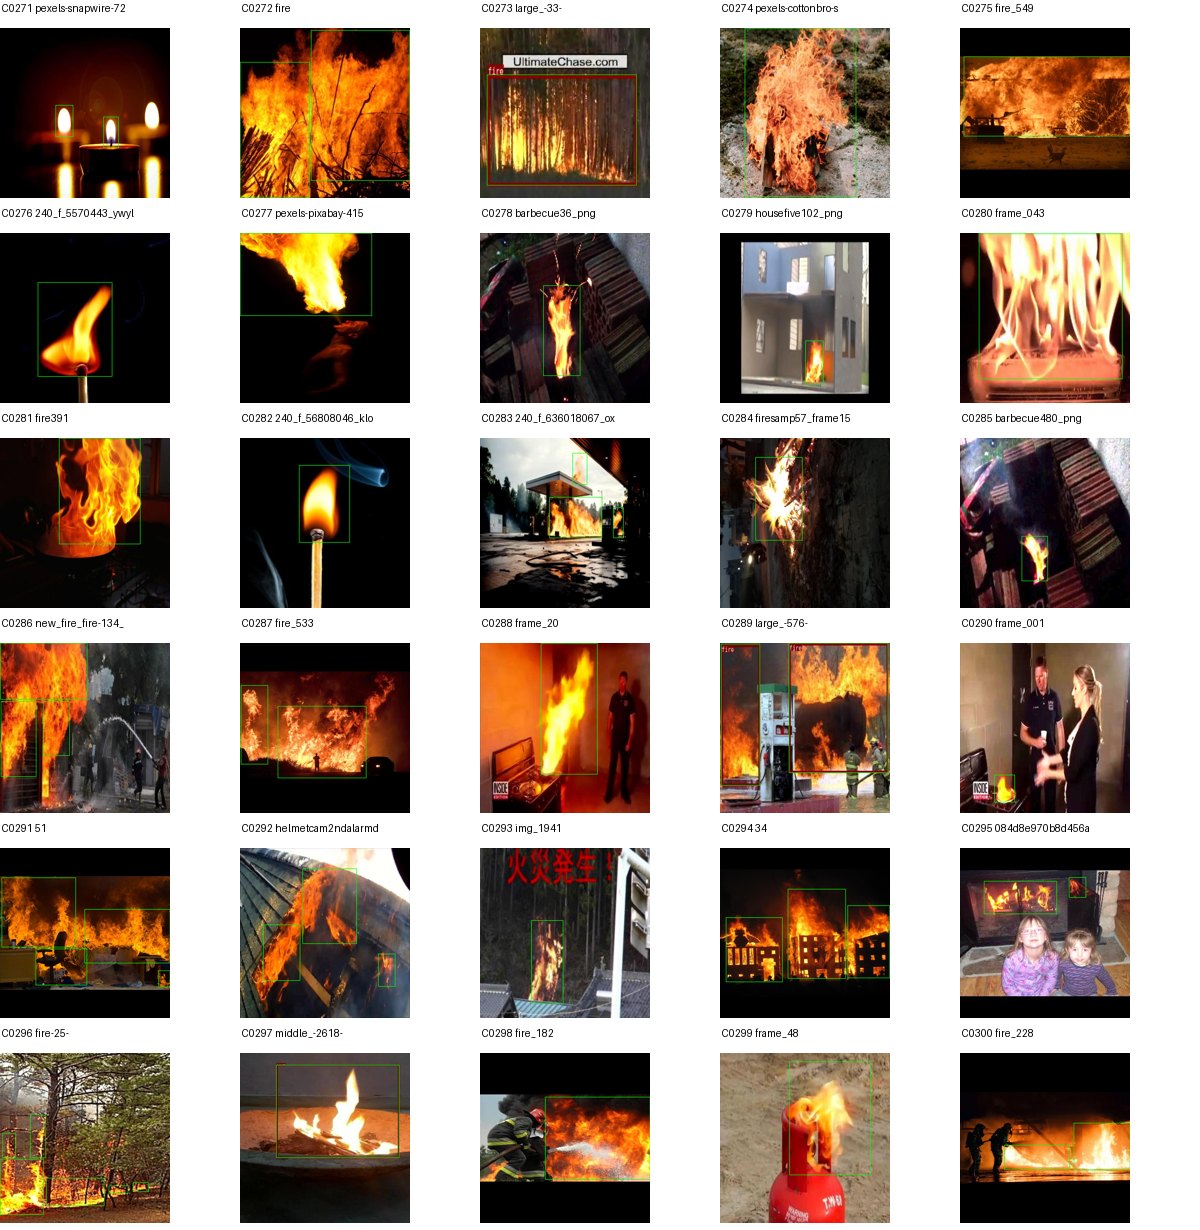 C0271 pexels-snapwire-72
C0272 fire
C0273 large_-33-
C0274 pexels-cottonbro-s
C0275 fire_549
UltimateChase.com
fire
C0276 240_f_5570443_ywyl
C0277 pexels-pixabay-415
C0278 barbecue36_png
C0279 housefive102_png
C0280 frame_043
C0281 fire391
C0282 240_f_56808046_klo
C0283 240_f_636018067_ox
C0284 firesamp57_frame15
C0285 barbecue480_png
C0286 new_fire_fire-134_
C0287 fire_533
C0288 frame_20
C0289 large_-576-
C0290 frame_001
fire
INSIDE
EDITION
INSIDE
EDITION
C0291 51
C0292 helmetcam2ndalarmd
C0293 img_1941
C0294 34
C0295 084d8e970b8d456a
火災発生!
C0296 fire-25-
C0297 middle_-2618-
C0298 fire_182
C0299 frame_48
C0300 fire_228
WARNING